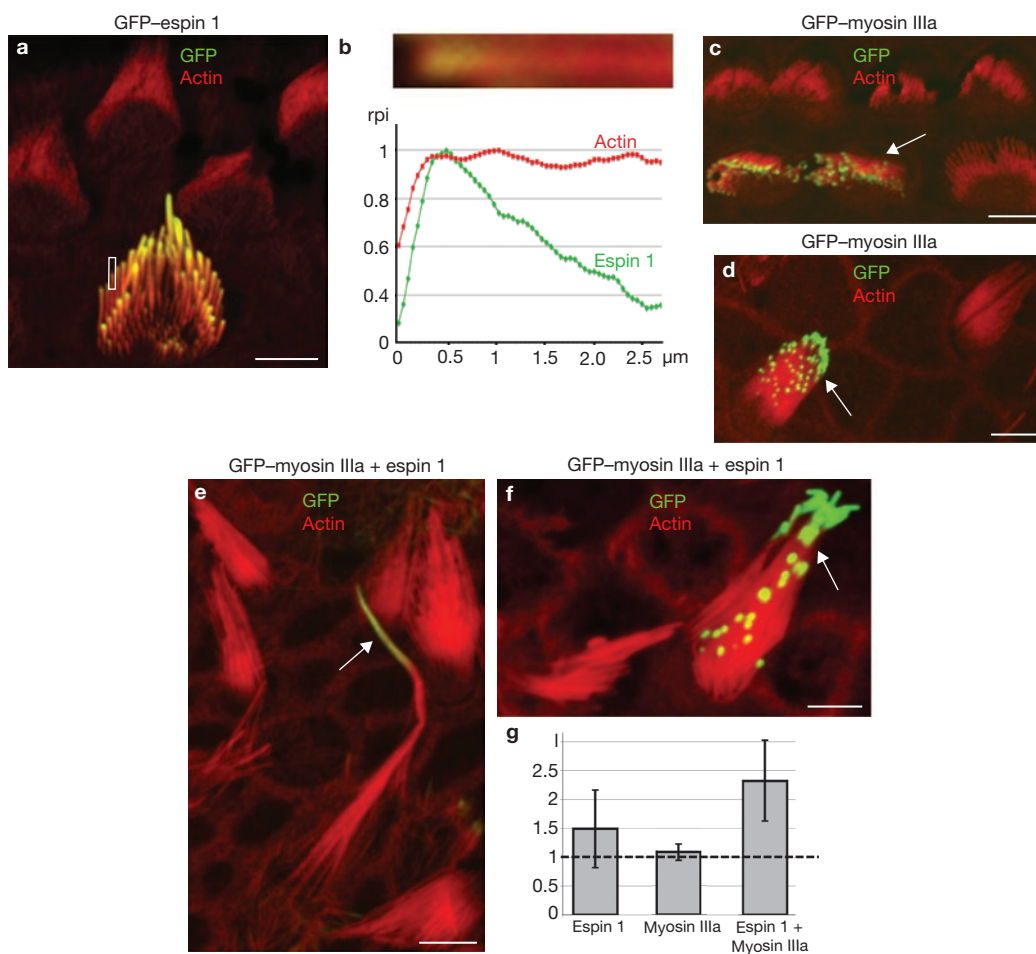 GFP–espin 1
a
GFP
Actin
b
rpi
1
0.8
0.6
0.4
0
Actin
Espin 1
0
0.5
1
1.5
2.0
2.5
µm
GFP–myosin IIIa
c
GFP
Actin
GFP–myosin IIIa
d
GFP
Actin
GFP–myosin IIIa + espin 1
e
GFP
Actin
GFP–myosin IIIa + espin 1
f
GFP
Actin
g
l
2.5
2
1.5
1
0.5
0
Espin 1
Myosin IIIa
Espin 1 +
Myosin IIIa